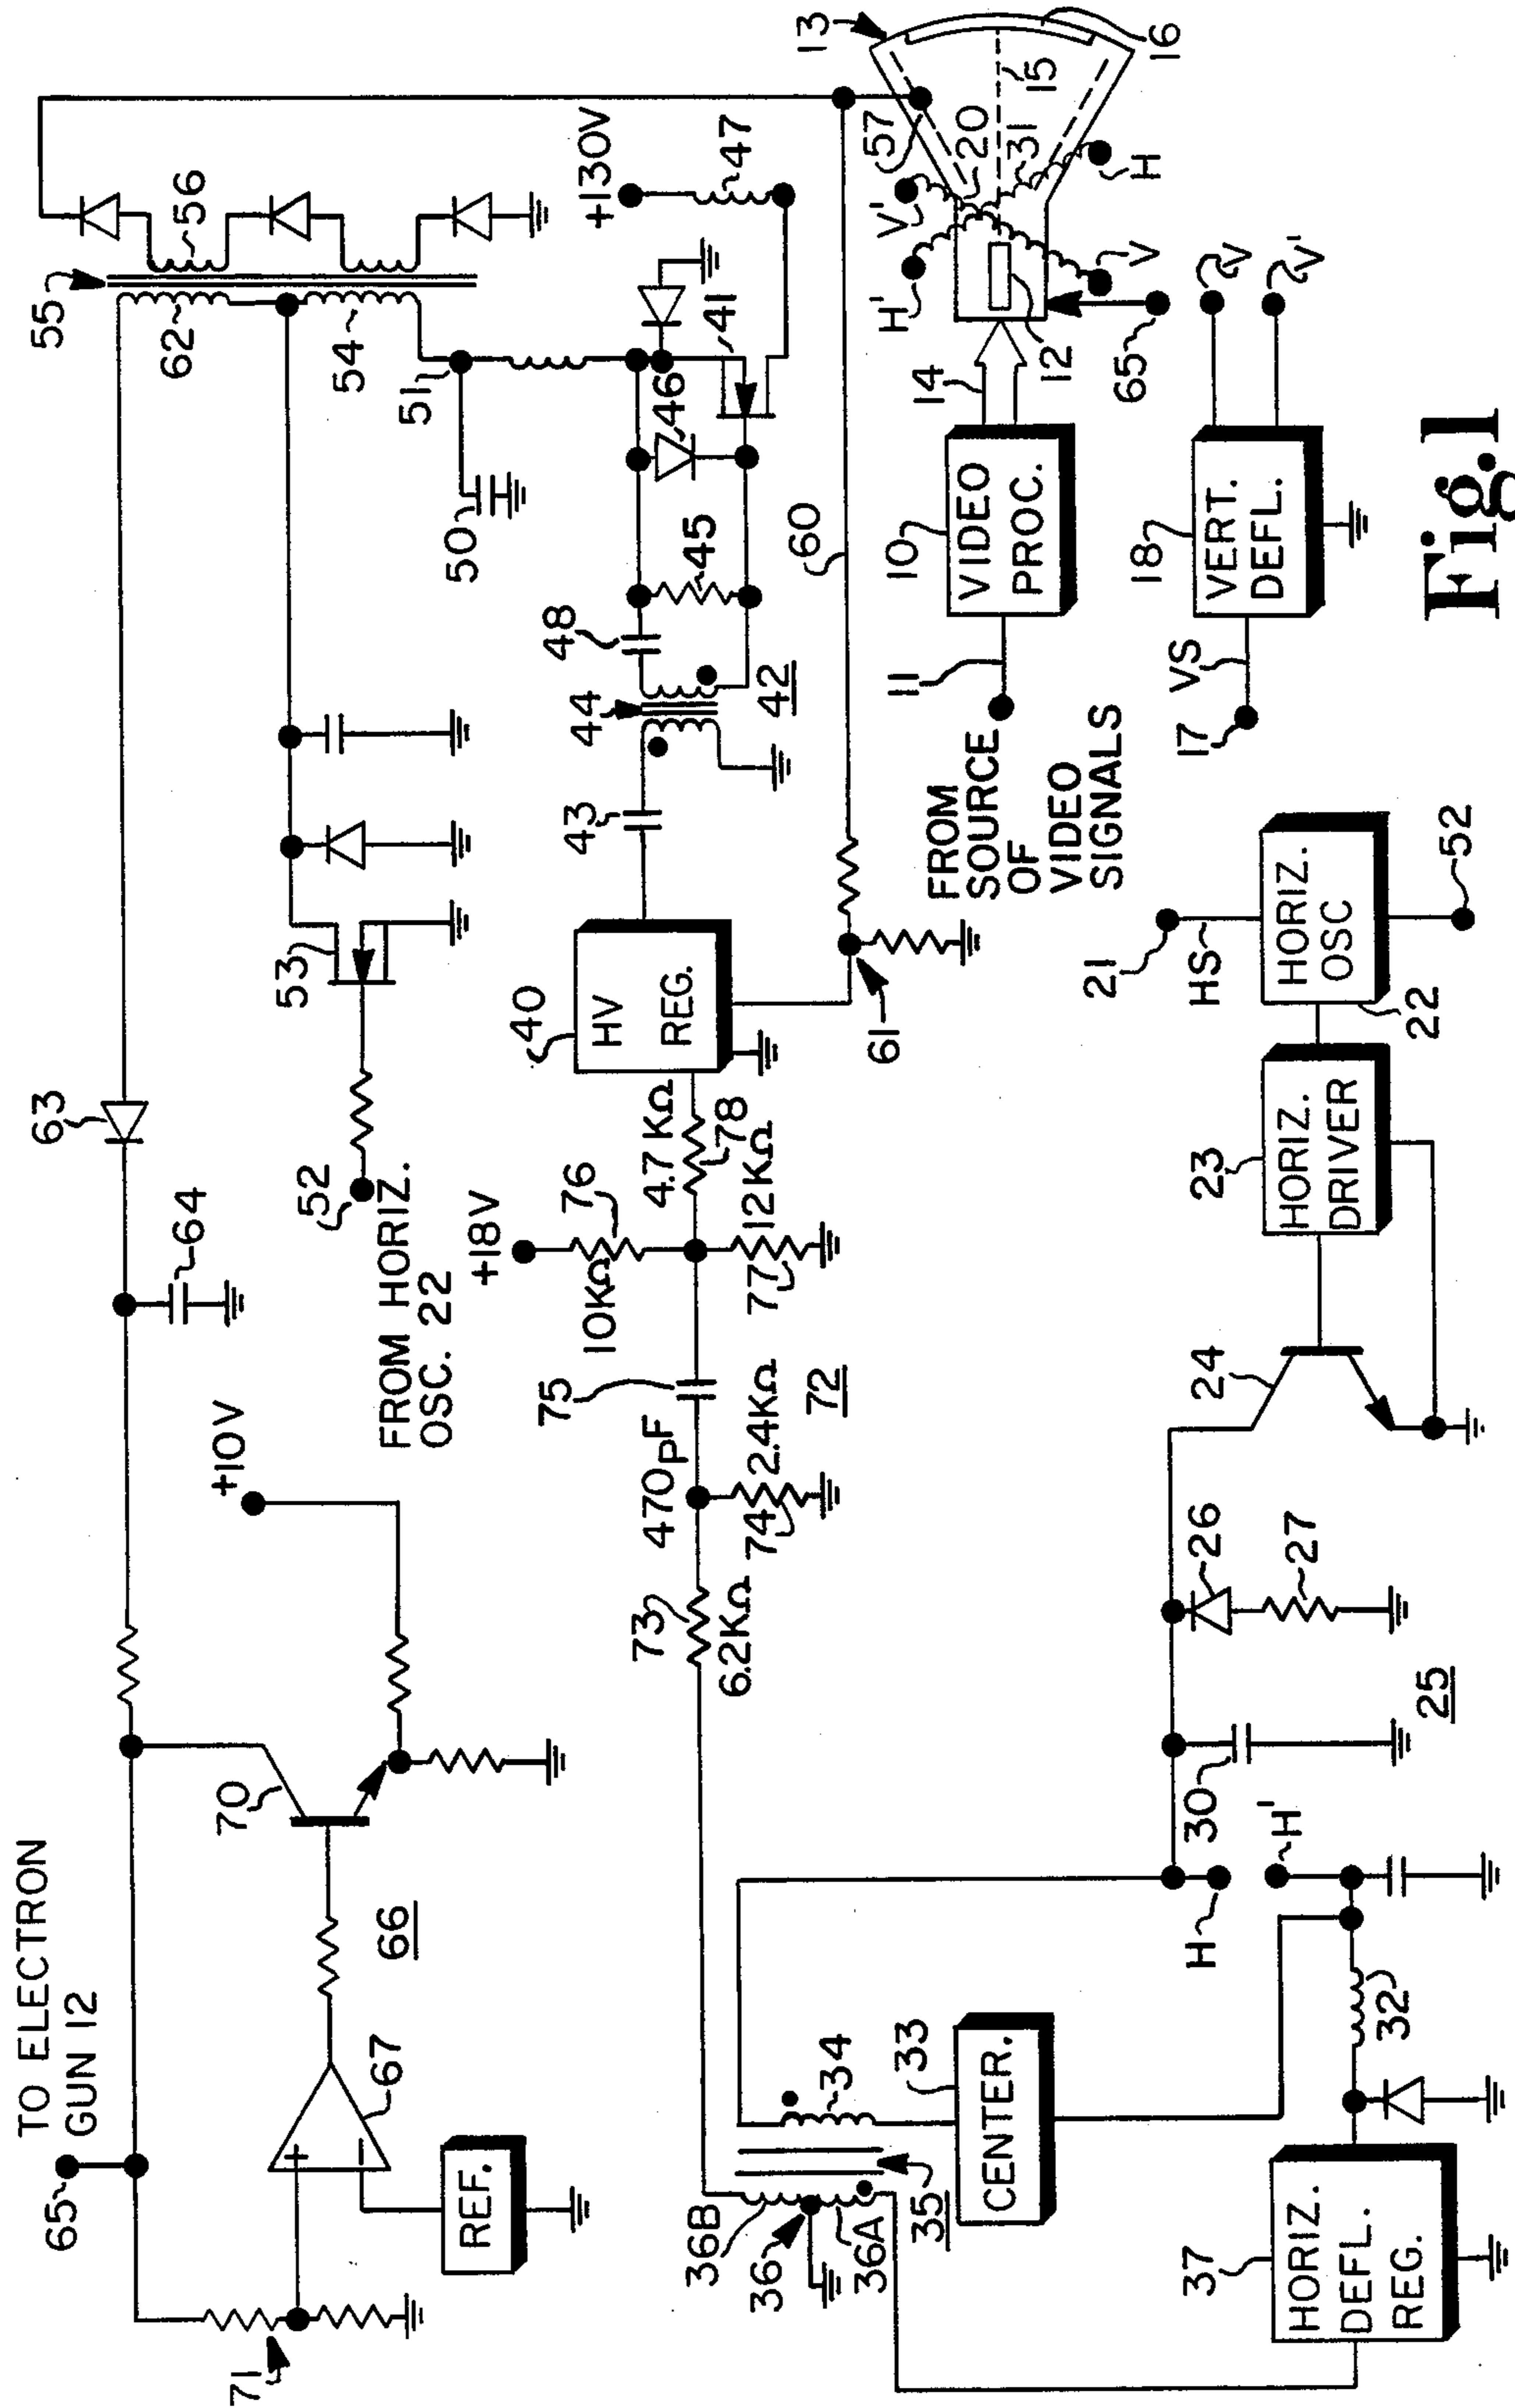 TO ELECTRON
GUN 12
65
71
67
+
−
REF.
66
70
+10V
64
63
52
FROM HORIZ.
OSC. 22
53
55
62
54
56
51
50
+18V
76
10KΩ
4.7 KΩ
78
12KΩ
77
75
470pF
2.4KΩ
74
72
73
6.2KΩ
40
HV
REG.
61
43
44
42
48
45
46
41
+130V
47
60
36B
36
36A
35
34
33
CENTER.
37
HORIZ.
DEFL.
REG.
32
H
H'
30
25
26
27
24
23
HORIZ.
DRIVER
21
HS
HORIZ.
OSC
22
52
FROM
SOURCE
OF
VIDEO
SIGNALS
11
10
VIDEO
PROC.
14
12
65
13
57
V'
20
15
31
16
H'
H
V
17
VS
18
VERT.
DEFL.
V
V'
Fig.1